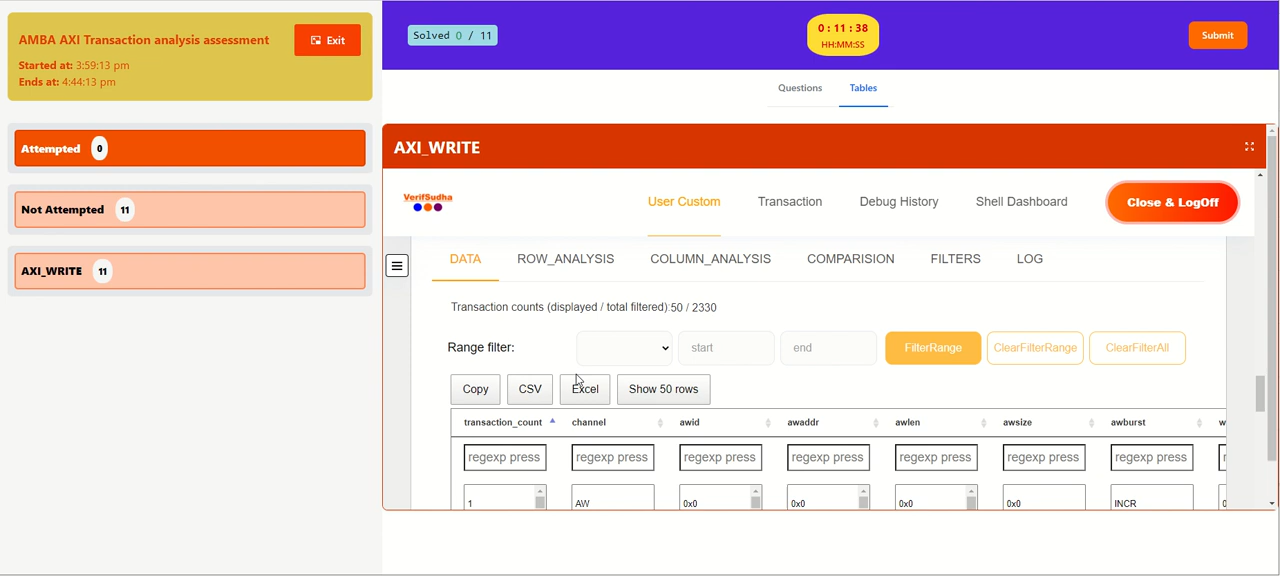 AMBA AXI Transaction analysis assessment
Exit
Started at: 3:59:13 pm
Ends at: 4:44:13 pm
Attempted 0
Not Attempted 11
AXI_WRITE 11
Solved 0 / 11
0 : 11 : 38
HH:MM:SS
Submit
Questions Tables
AXI_WRITE
VerifSudha
User Custom Transaction Debug History Shell Dashboard Close & LogOff
DATA ROW_ANALYSIS COLUMN_ANALYSIS COMPARISION FILTERS LOG
Transaction counts (displayed / total filtered):50 / 2330
Range filter: start end FilterRange ClearFilterRange ClearFilterAll
Copy CSV Excel Show 50 rows
transaction_count channel awid awaddr awlen awsize awburst w
regexp press regexp press regexp press regexp press regexp press regexp press regexp press r
1 AW 0x0 0x0 0x0 0x0 INCR 0